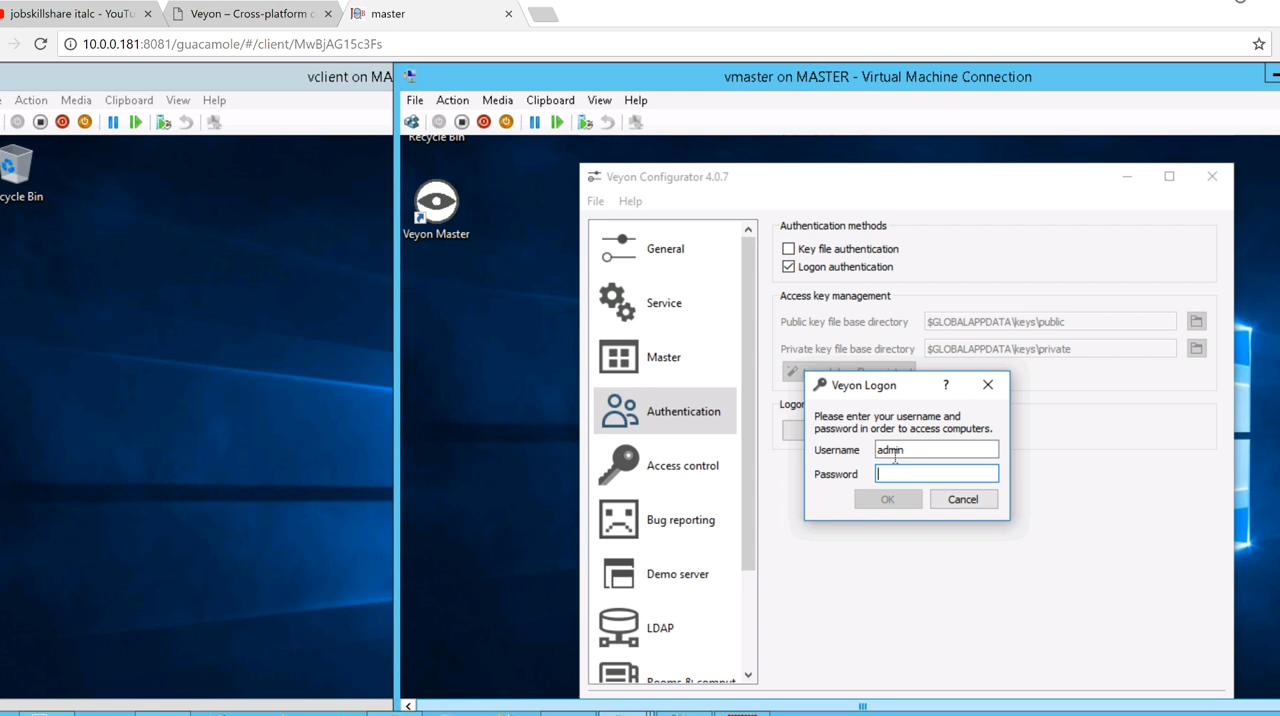 jobskillshare italc - YouTu
Veyon – Cross-platform c
master
10.0.0.181:8081/guacamole/#/client/MwBjAG15c3Fs
vclient on MA
Action Media Clipboard View Help
cycle Bin
vmaster on MASTER - Virtual Machine Connection
File Action Media Clipboard View Help
Recycle Bin
Veyon Master
Veyon Configurator 4.0.7
File Help
General
Service
Master
Authentication
Access control
Bug reporting
Demo server
LDAP
Rooms & comput
Authentication methods
Key file authentication
Logon authentication
Access key management
Public key file base directory $GLOBALAPPDATA\keys\public
Private key file base directory $GLOBALAPPDATA\keys\private
Logon
Veyon Logon ?
Please enter your username and
password in order to access computers.
Username admin
Password
OK Cancel